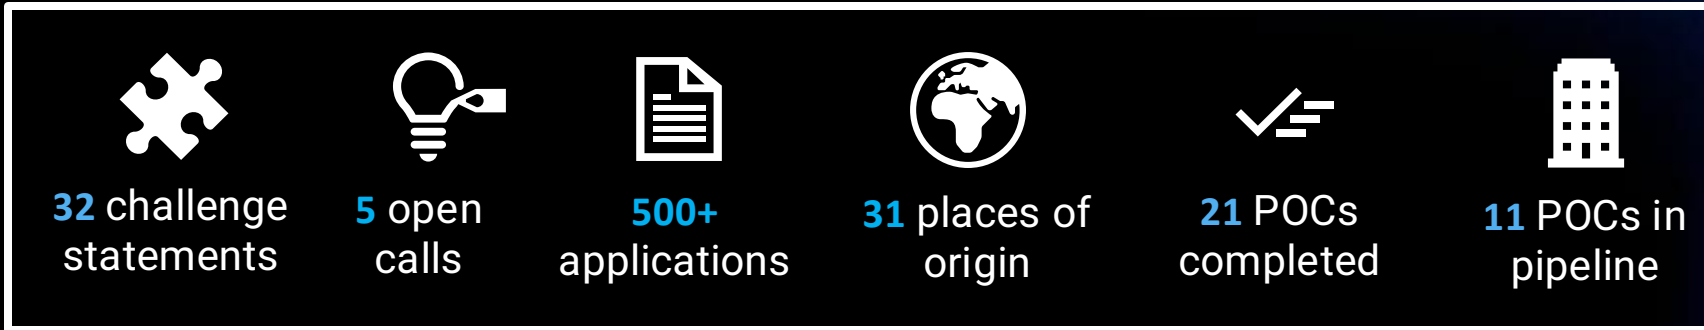 32 challenge
statements
5 open
calls
500+
applications
31 places of
origin
21 POCs
completed
11 POCs in
pipeline